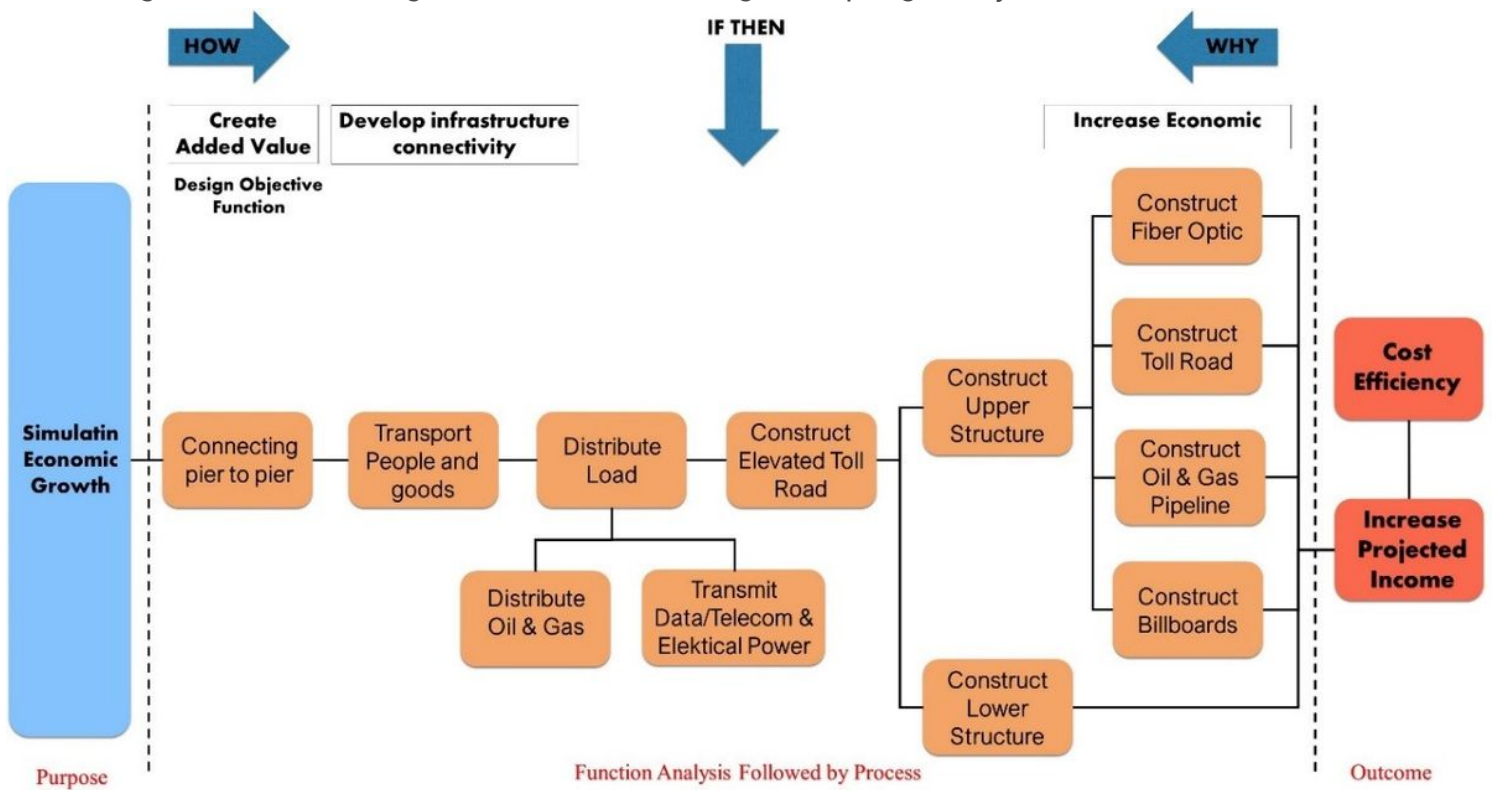 HOW
IF THEN
WHY
Create
Added Value
Develop infrastructure
connectivity
Increase Economic
Design Objective
Function
Simulatin
Economic
Growth
Connecting
pier to pier
Transport
People and
goods
Distribute
Load
Construct
Elevated Toll
Road
Distribute
Oil & Gas
Transmit
Data/Telecom &
Elektical Power
Construct
Upper
Structure
Construct
Lower
Structure
Construct
Fiber Optic
Construct
Toll Road
Construct
Oil & Gas
Pipeline
Construct
Billboards
Cost
Efficiency
Increase
Projected
Income
Purpose
Function Analysis Followed by Process
Outcome